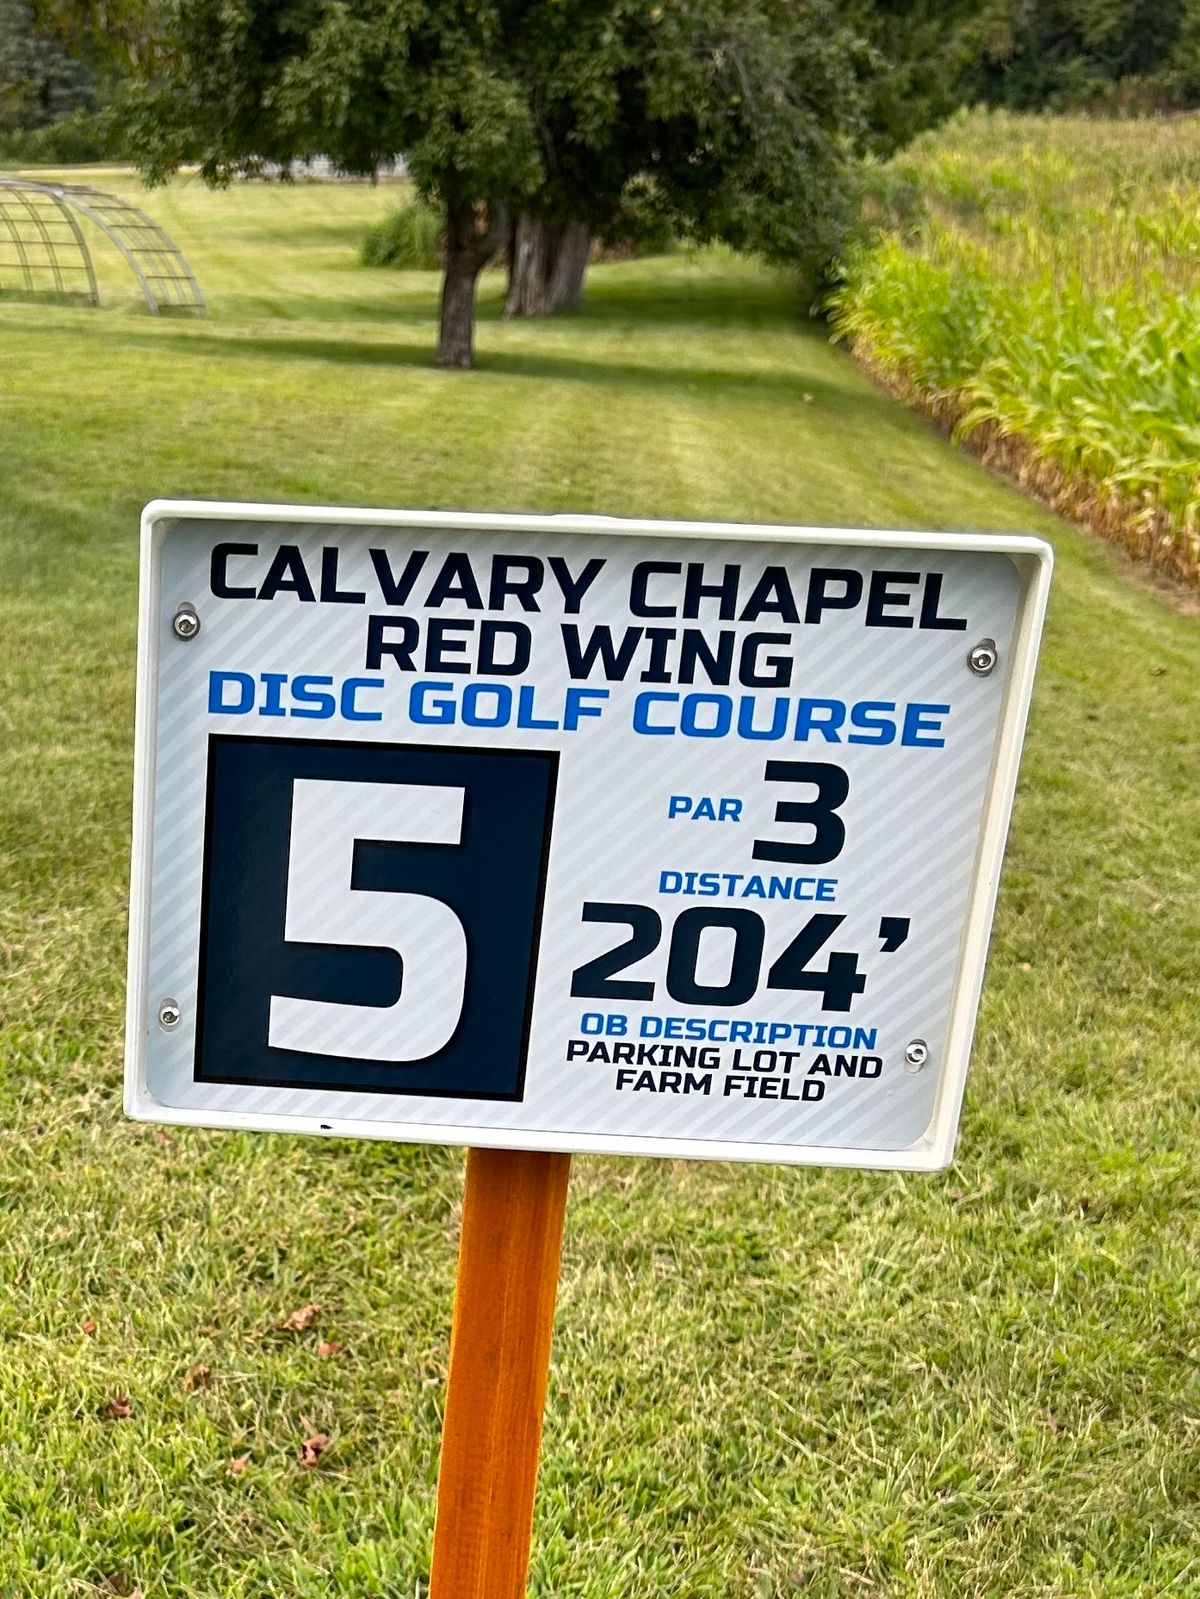 CALVARY CHAPEL
RED WING
DISC GOLF COURSE
5
PAR 3
DISTANCE
204’
OB DESCRIPTION
PARKING LOT AND
FARM FIELD